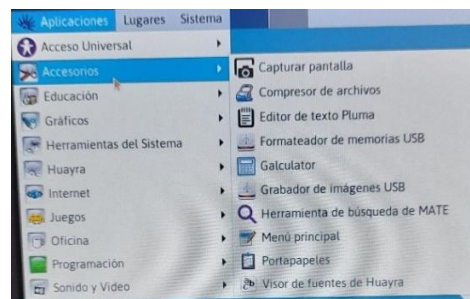 Aplicaciones Lugares Sistema
Acceso Universal
Accesorios
Educación
Gráficos
Herramientas del Sistema
Huayra
Internet
Juegos
Oficina
Programación
Sonido y Video
Capturar pantalla
Compresor de archivos
Editor de texto Pluma
Formateador de memorias USB
Galculator
Grabador de imágenes USB
Herramienta de búsqueda de MATE
Menú principal
Portapapeles
Visor de fuentes de Huayra